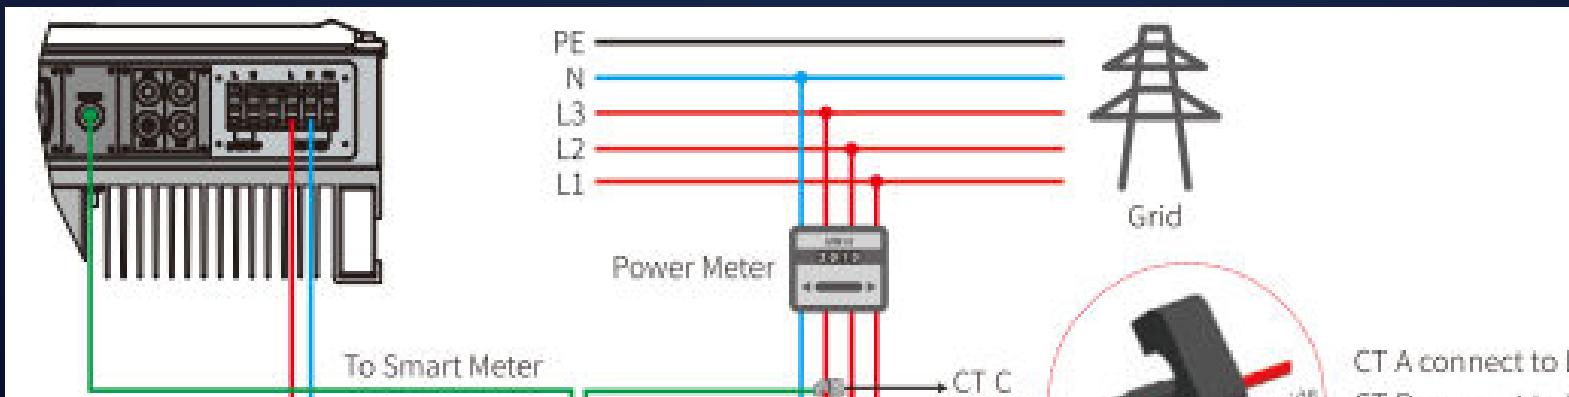 PE
N
L3
L2
L1
Grid
Power Meter
To Smart Meter
CT C
CT A connect to